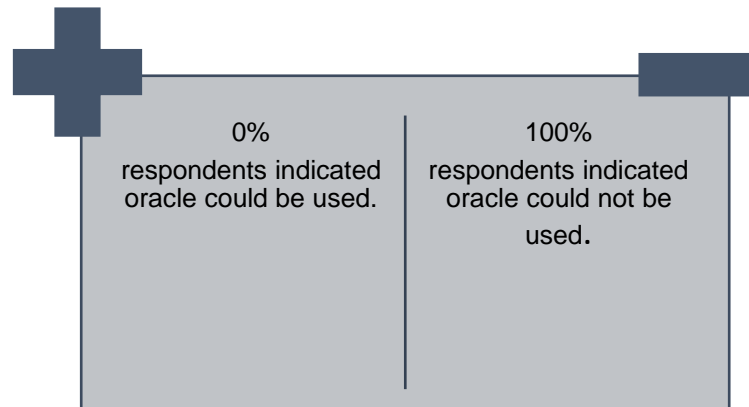 0%
respondents indicated
oracle could be used.
100%
respondents indicated
oracle could not be
used.